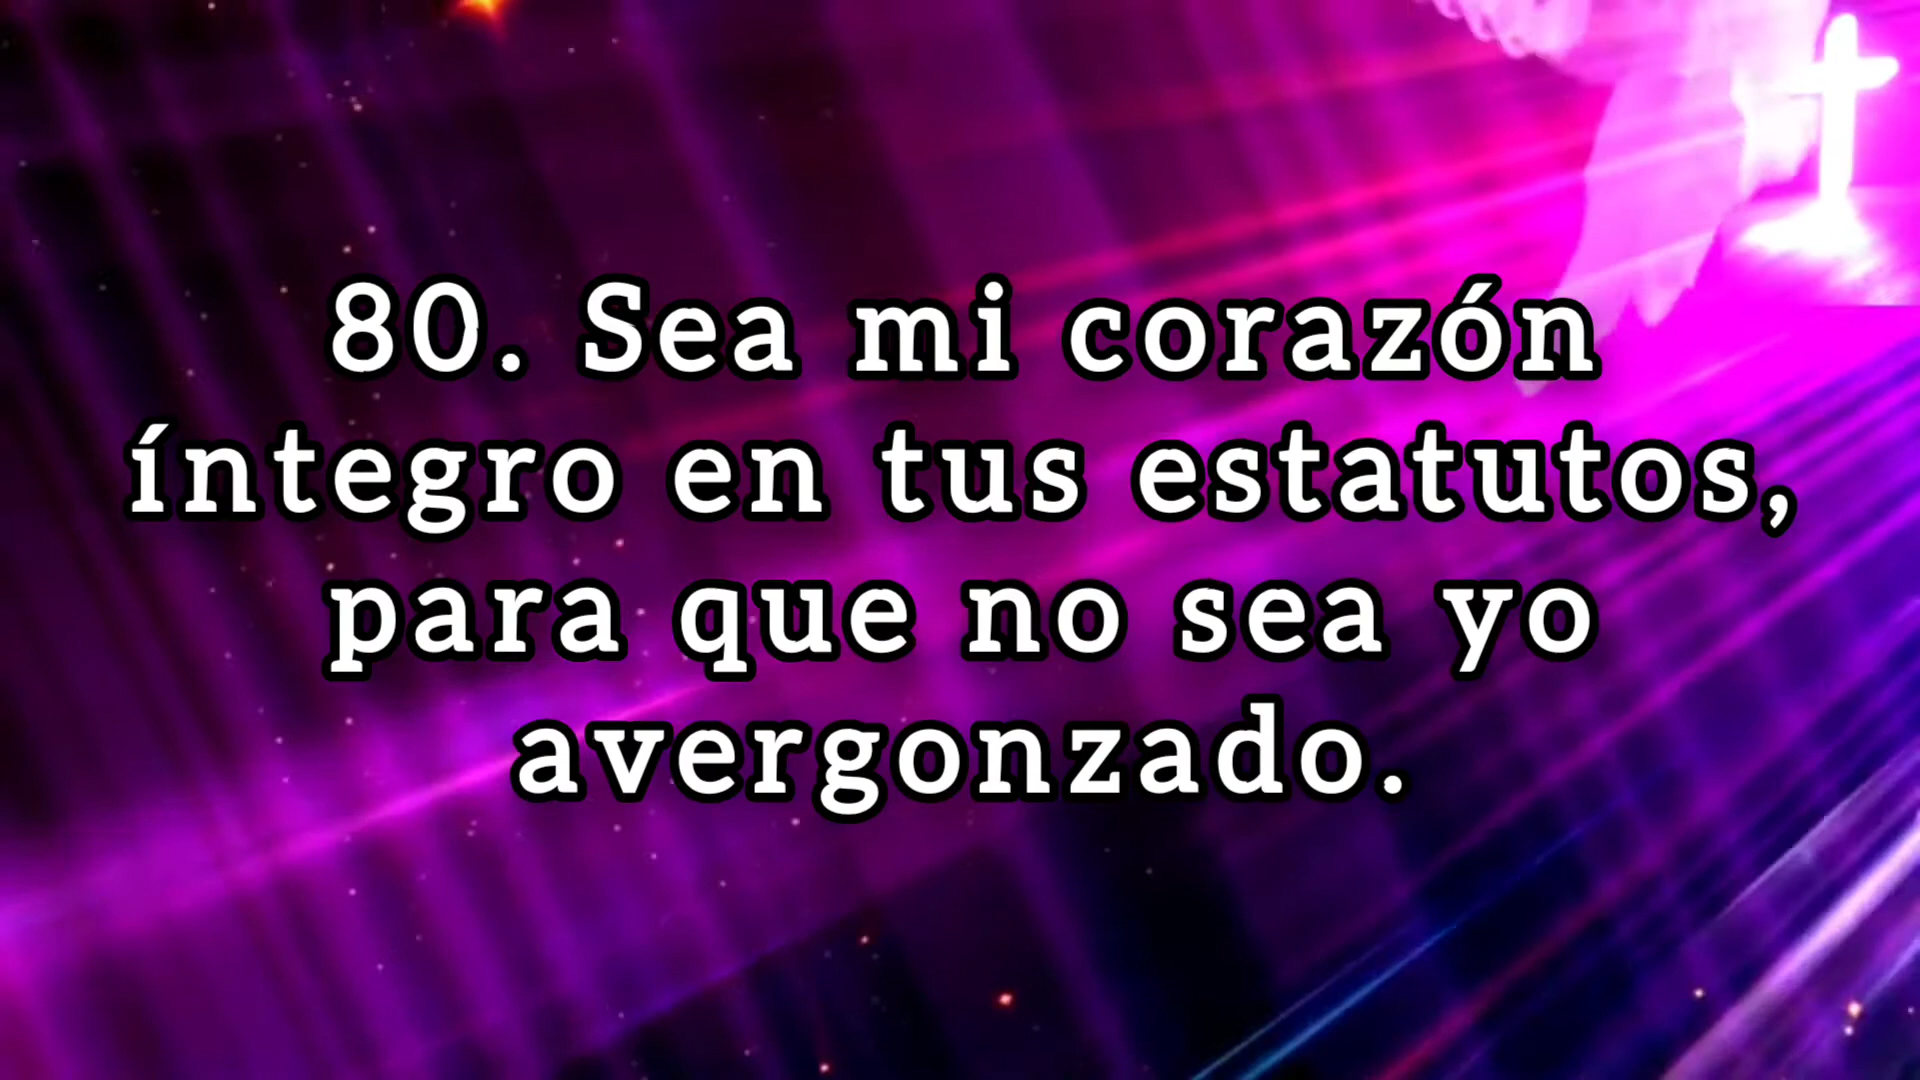 80. Sea mi corazón
íntegro en tus estatutos,
para que no sea yo
avergonzado.